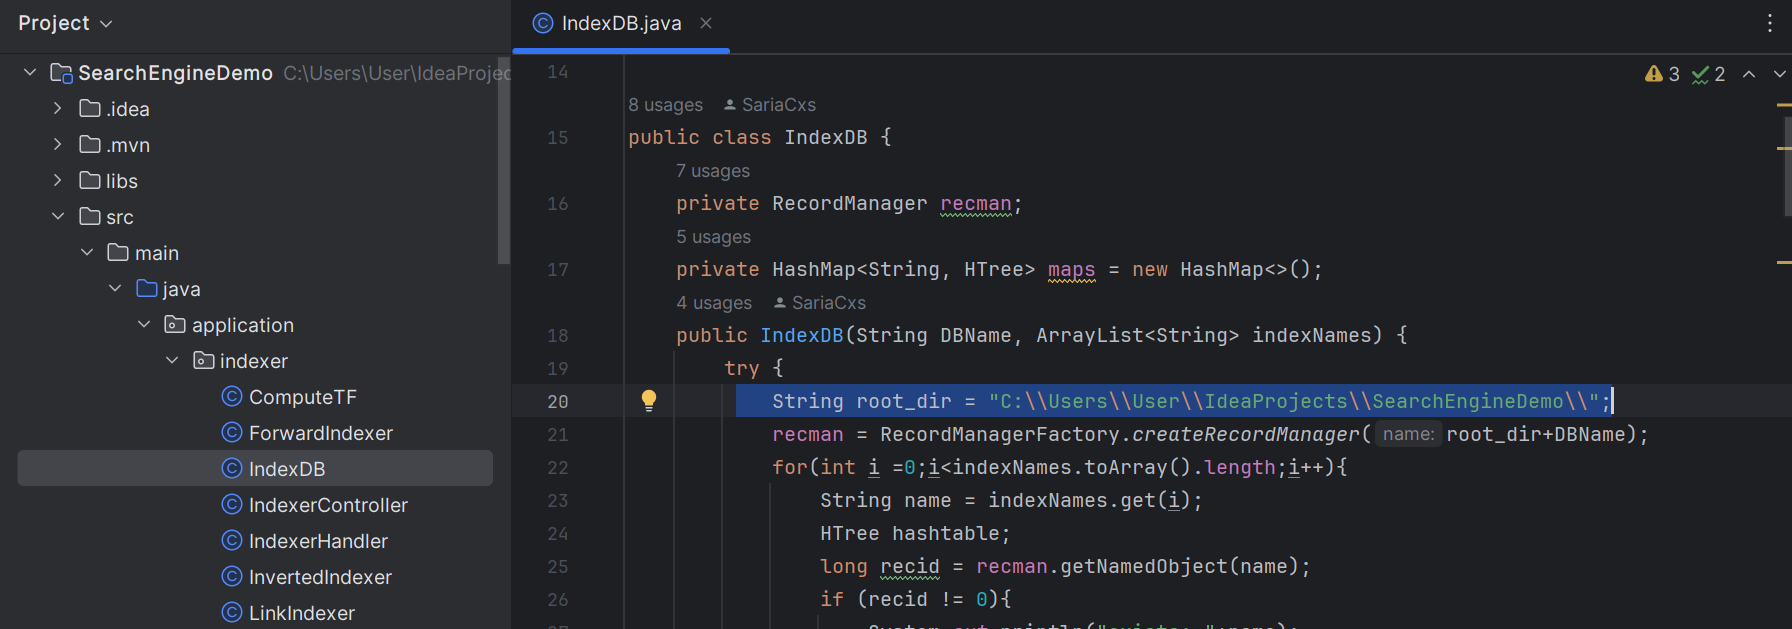 Project
SearchEngineDemo C:\Users\User\IdeaProjec
.idea
.mvn
libs
src
main
java
application
indexer
ComputeTF
ForwardIndexer
IndexDB
IndexerController
IndexerHandler
InvertedIndexer
LinkIndexer
IndexDB.java
3 2
14
8 usages SariaCxs
15 public class IndexDB {
7 usages
16 private RecordManager recman;
5 usages
17 private HashMap<String, HTree> maps = new HashMap<>();
4 usages SariaCxs
18 public IndexDB(String DBName, ArrayList<String> indexNames) {
19 try {
20 String root_dir = "C:\\Users\\User\\IdeaProjects\\SearchEngineDemo\\";
21 recman = RecordManagerFactory.createRecordManager( name: root_dir+DBName);
22 for(int i =0;i<indexNames.toArray().length;i++){
23 String name = indexNames.get(i);
24 HTree hashtable;
25 long recid = recman.getNamedObject(name);
26 if (recid != 0){